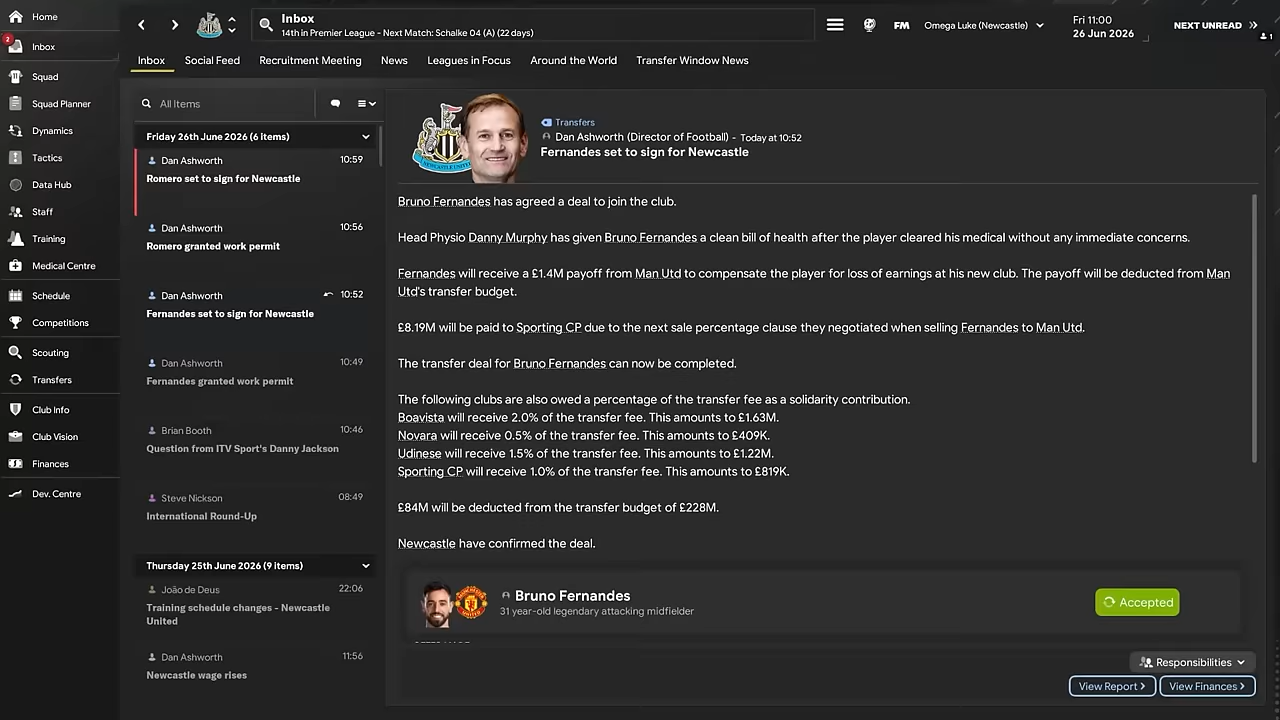 Home
2
Inbox
Squad
Squad Planner
Dynamics
Tactics
Data Hub
Staff
Training
Medical Centre
Schedule
Competitions
Scouting
Transfers
Club Info
Club Vision
Finances
Dev. Centre
Inbox
14th in Premier League - Next Match: Schalke 04 (A) (22 days)
FM
Omega Luke (Newcastle)
Fri 11:00
26 Jun 2026
NEXT UNREAD
1
Inbox
Social Feed
Recruitment Meeting
News
Leagues in Focus
Around the World
Transfer Window News
All Items
Friday 26th June 2026 (6 items)
Dan Ashworth 10:59
Romero set to sign for Newcastle
Dan Ashworth 10:56
Romero granted work permit
Dan Ashworth 10:52
Fernandes set to sign for Newcastle
Dan Ashworth 10:49
Fernandes granted work permit
Brian Booth 10:46
Question from ITV Sport's Danny Jackson
Steve Nickson 08:49
International Round-Up
Thursday 25th June 2026 (9 items)
João de Deus 22:06
Training schedule changes - Newcastle
United
Dan Ashworth 11:56
Newcastle wage rises
Transfers
Dan Ashworth (Director of Football) - Today at 10:52
Fernandes set to sign for Newcastle
Bruno Fernandes has agreed a deal to join the club.
Head Physio Danny Murphy has given Bruno Fernandes a clean bill of health after the player cleared his medical without any immediate concerns.
Fernandes will receive a £1.4M payoff from Man Utd to compensate the player for loss of earnings at his new club. The payoff will be deducted from Man
Utd's transfer budget.
£8.19M will be paid to Sporting CP due to the next sale percentage clause they negotiated when selling Fernandes to Man Utd.
The transfer deal for Bruno Fernandes can now be completed.
The following clubs are also owed a percentage of the transfer fee as a solidarity contribution.
Boavista will receive 2.0% of the transfer fee. This amounts to £1.63M.
Novara will receive 0.5% of the transfer fee. This amounts to £409K.
Udinese will receive 1.5% of the transfer fee. This amounts to £1.22M.
Sporting CP will receive 1.0% of the transfer fee. This amounts to £819K.
£84M will be deducted from the transfer budget of £228M.
Newcastle have confirmed the deal.
Bruno Fernandes
31 year-old legendary attacking midfielder
Accepted
Responsibilities
View Report
View Finances